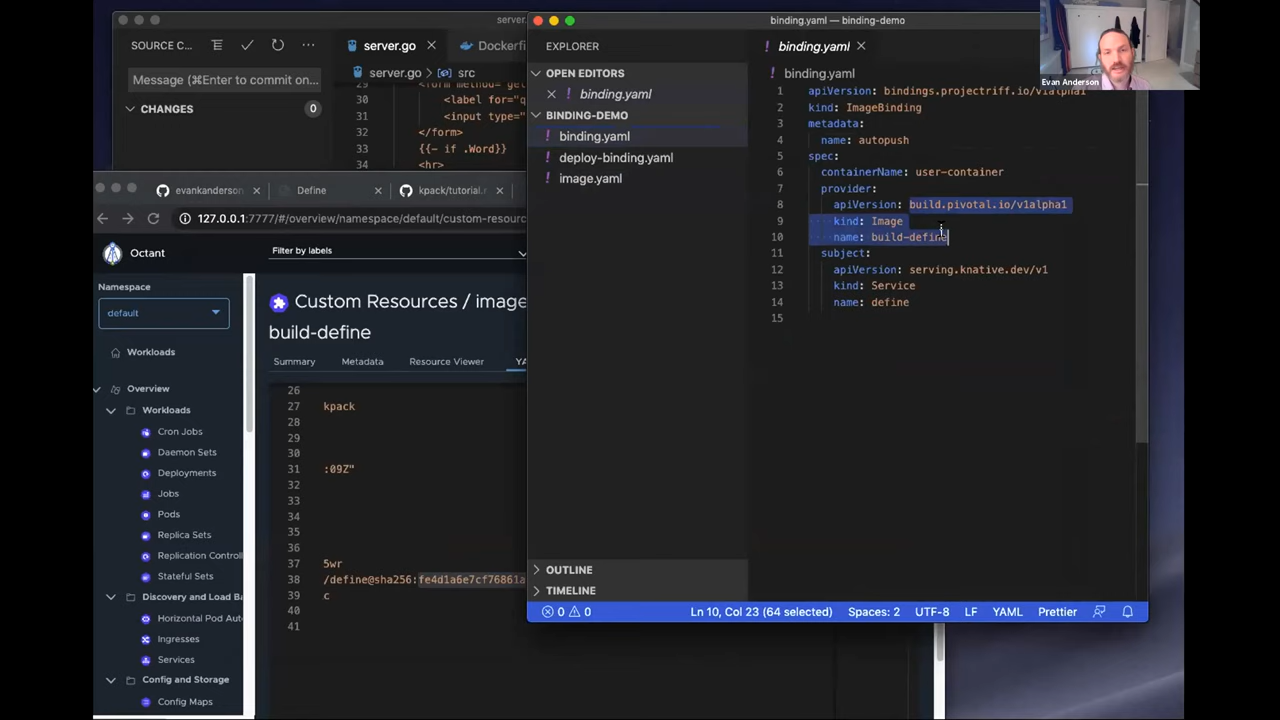 SOURCE C...
Message (⌘Enter to commit on...
CHANGES
0
server.go
Dockerfi
server.go > src
29
30 <label for="q
31 <input type="
32 </form>
33 {{- if .Word}}
34 <hr>
server.
evankanderson
Define
kpack/tutorial.r
127.0.0.1:7777/#/overview/namespace/default/custom-resour
Octant
Filter by labels
Namespace
default
Workloads
Overview
Workloads
Cron Jobs
Daemon Sets
Deployments
Jobs
Pods
Replica Sets
Replication Controll
Stateful Sets
Discovery and Load Ba
Horizontal Pod Auto
Ingresses
Services
Config and Storage
Config Maps
Custom Resources / image
build-define
Summary
Metadata
Resource Viewer
YA
26
27 kpack
28
29
30
31 :09Z"
32
33
34
35
36
37 5wr
38 /define@sha256:fe4d1a6e7cf76861a
39 c
40
41
binding.yaml — binding-demo
EXPLORER
OPEN EDITORS
binding.yaml
BINDING-DEMO
binding.yaml
deploy-binding.yaml
image.yaml
OUTLINE
TIMELINE
binding.yaml
binding.yaml
1 apiVersion: bindings.projectriff.io/v1alpha1
2 kind: ImageBinding
3 metadata:
4 name: autopush
5 spec:
6 containerName: user-container
7 provider:
8 apiVersion: build.pivotal.io/v1alpha1
9 kind: Image
10 name: build-define
11 subject:
12 apiVersion: serving.knative.dev/v1
13 kind: Service
14 name: define
15
0 0
Ln 10, Col 23 (64 selected)
Spaces: 2
UTF-8
LF
YAML
Prettier
Evan Anderson